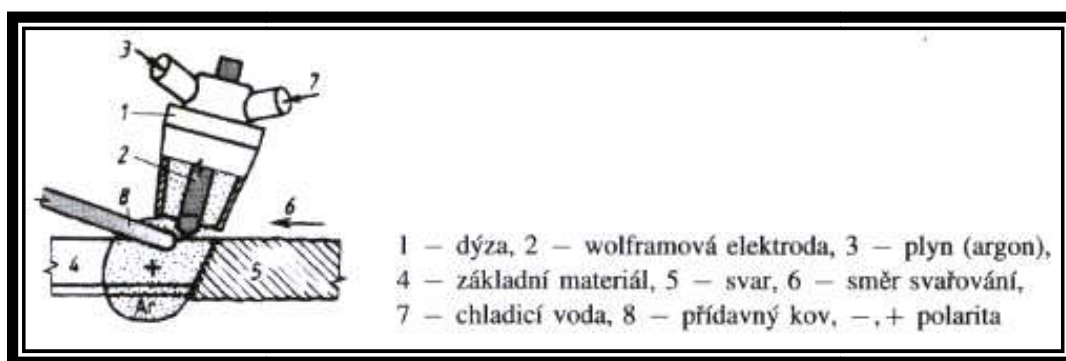 3
7
1
2
8
6
4
+
5
Ar
1 – dýza, 2 – wolframová elektroda, 3 – plyn (argon),
4 – základní materiál, 5 – svar, 6 – směr svařování,
7 – chladicí voda, 8 – přídavný kov, –,+ polarita